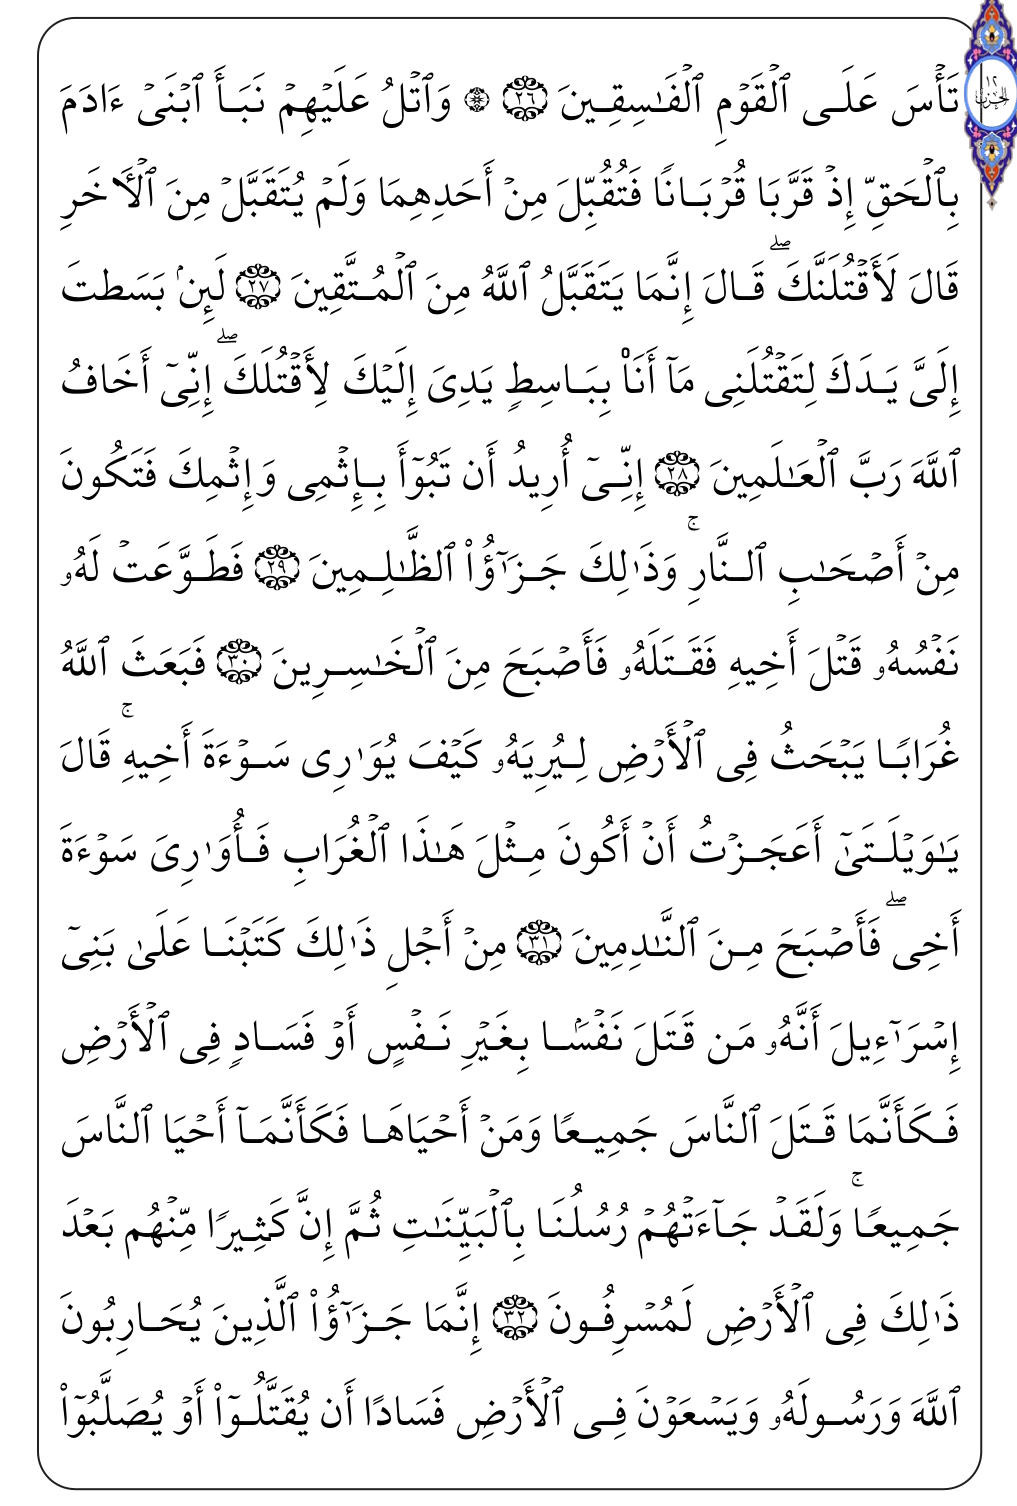 تَأۡسَ عَلَى ٱلۡقَوۡمِ ٱلۡفَٰسِقِينَ ٢٦ ۞ وَٱتۡلُ عَلَيۡهِمۡ نَبَأَ ٱبۡنَيۡ ءَادَمَ
بِٱلۡحَقِّ إِذۡ قَرَّبَا قُرۡبَانٗا فَتُقُبِّلَ مِنۡ أَحَدِهِمَا وَلَمۡ يُتَقَبَّلۡ مِنَ ٱلۡأٓخَرِ
قَالَ لَأَقۡتُلَنَّكَۖ قَالَ إِنَّمَا يَتَقَبَّلُ ٱللَّهُ مِنَ ٱلۡمُتَّقِينَ ٢٧ لَئِنۢ بَسَطتَ
إِلَيَّ يَدَكَ لِتَقۡتُلَنِي مَآ أَنَا۠ بِبَاسِطٖ يَدِيَ إِلَيۡكَ لِأَقۡتُلَكَۖ إِنِّيٓ أَخَافُ
ٱللَّهَ رَبَّ ٱلۡعَٰلَمِينَ ٢٨ إِنِّيٓ أُرِيدُ أَن تَبُوٓأَ بِإِثۡمِي وَإِثۡمِكَ فَتَكُونَ
مِنۡ أَصۡحَٰبِ ٱلنَّارِۚ وَذَٰلِكَ جَزَٰٓؤُاْ ٱلظَّٰلِمِينَ ٢٩ فَطَوَّعَتۡ لَهُۥ
نَفۡسُهُۥ قَتۡلَ أَخِيهِ فَقَتَلَهُۥ فَأَصۡبَحَ مِنَ ٱلۡخَٰسِرِينَ ٣٠ فَبَعَثَ ٱللَّهُ
غُرَابٗا يَبۡحَثُ فِي ٱلۡأَرۡضِ لِيُرِيَهُۥ كَيۡفَ يُوَٰرِي سَوۡءَةَ أَخِيهِۚ قَالَ
يَٰوَيۡلَتَىٰٓ أَعَجَزۡتُ أَنۡ أَكُونَ مِثۡلَ هَٰذَا ٱلۡغُرَابِ فَأُوَٰرِيَ سَوۡءَةَ
أَخِيۖ فَأَصۡبَحَ مِنَ ٱلنَّٰدِمِينَ ٣١ مِنۡ أَجۡلِ ذَٰلِكَ كَتَبۡنَا عَلَىٰ بَنِيٓ
إِسۡرَٰٓءِيلَ أَنَّهُۥ مَن قَتَلَ نَفۡسَۢا بِغَيۡرِ نَفۡسٍ أَوۡ فَسَادٖ فِي ٱلۡأَرۡضِ
فَكَأَنَّمَا قَتَلَ ٱلنَّاسَ جَمِيعٗا وَمَنۡ أَحۡيَاهَا فَكَأَنَّمَآ أَحۡيَا ٱلنَّاسَ
جَمِيعٗاۚ وَلَقَدۡ جَآءَتۡهُمۡ رُسُلُنَا بِٱلۡبَيِّنَٰتِ ثُمَّ إِنَّ كَثِيرٗا مِّنۡهُم بَعۡدَ
ذَٰلِكَ فِي ٱلۡأَرۡضِ لَمُسۡرِفُونَ ٣٢ إِنَّمَا جَزَٰٓؤُاْ ٱلَّذِينَ يُحَارِبُونَ
ٱللَّهَ وَرَسُولَهُۥ وَيَسۡعَوۡنَ فِي ٱلۡأَرۡضِ فَسَادًا أَن يُقَتَّلُوٓاْ أَوۡ يُصَلَّبُوٓاْ
١٢
الحزب